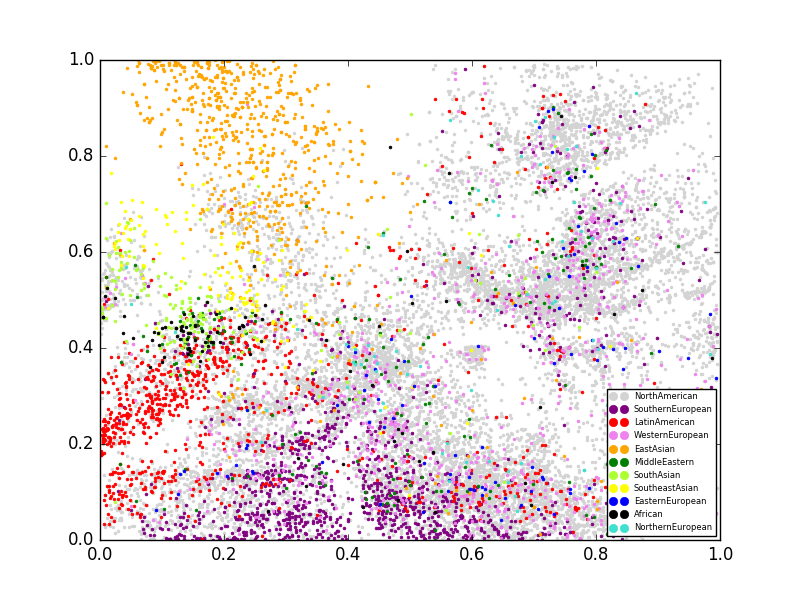 1.0
0.8
0.6
0.4
0.2
0.0
0.0 0.2 0.4 0.6 0.8 1.0
NorthAmerican
SouthernEuropean
LatinAmerican
WesternEuropean
EastAsian
MiddleEastern
SouthAsian
SoutheastAsian
EasternEuropean
African
NorthernEuropean